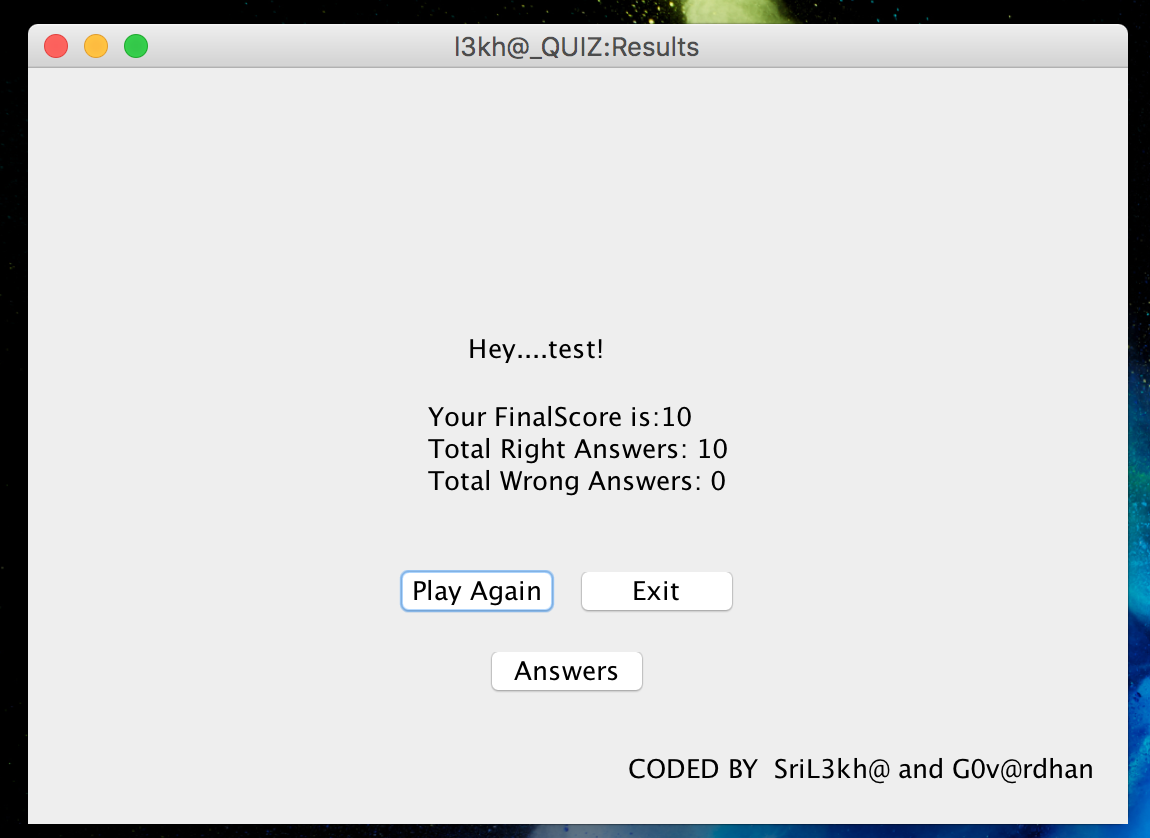 l3kh@_QUIZ:Results
Hey....test!
Your FinalScore is:10
Total Right Answers: 10
Total Wrong Answers: 0
Play Again Exit
Answers
CODED BY  SriL3kh@ and G0v@rdhan